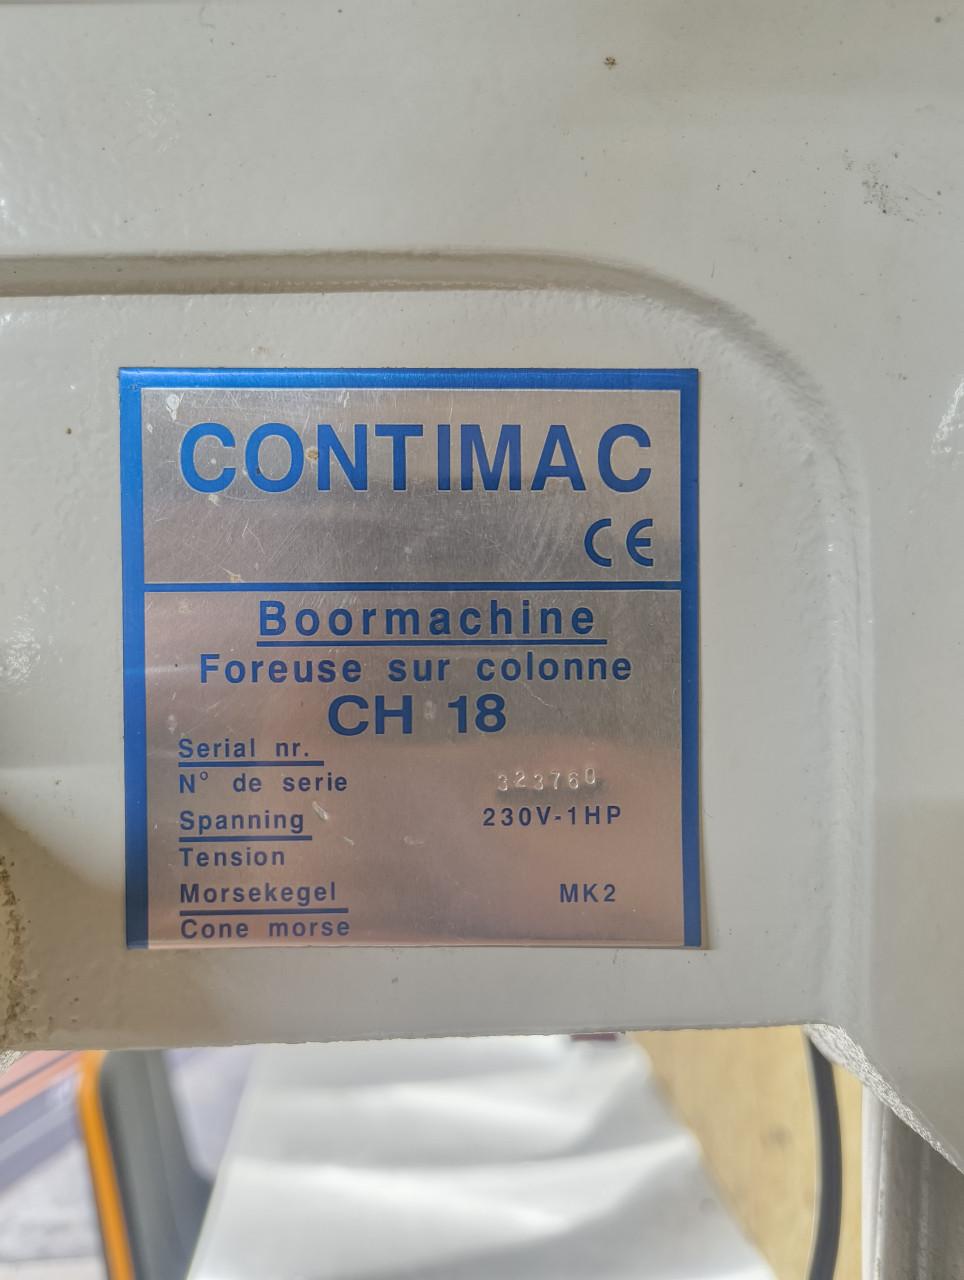 CONTIMAC
CE
Boormachine
Foreuse sur colonne
CH 18
Serial nr.
N° de serie 323760
Spanning 230V-1HP
Tension
Morsekegel MK2
Cone morse